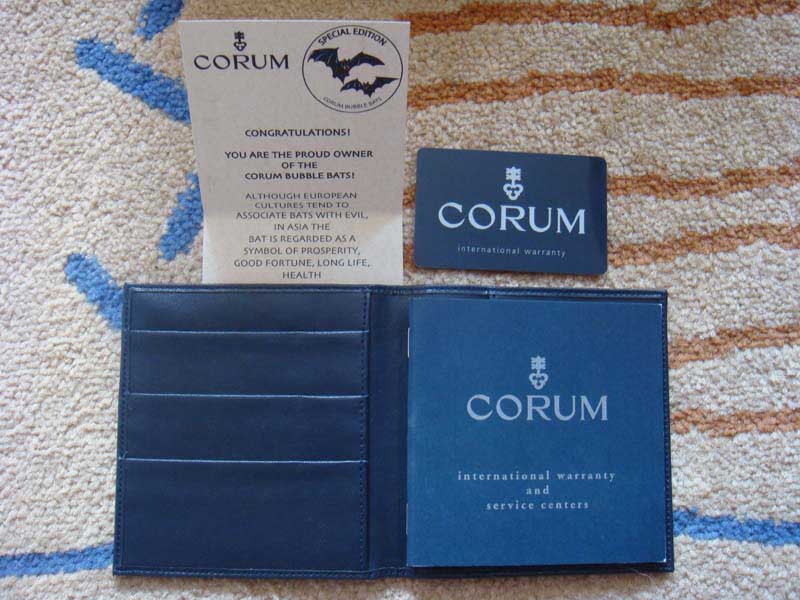 CORUM
SPECIAL EDITION
CORUM BUBBLE BATS
CONGRATULATIONS!
YOU ARE THE PROUD OWNER
OF THE
CORUM BUBBLE BATS!
ALTHOUGH EUROPEAN
CULTURES TEND TO
ASSOCIATE BATS WITH EVIL,
IN ASIA THE
BAT IS REGARDED AS A
SYMBOL OF PROSPERITY,
GOOD FORTUNE, LONG LIFE,
HEALTH
CORUM
international warranty
CORUM
international warranty
and
service centers